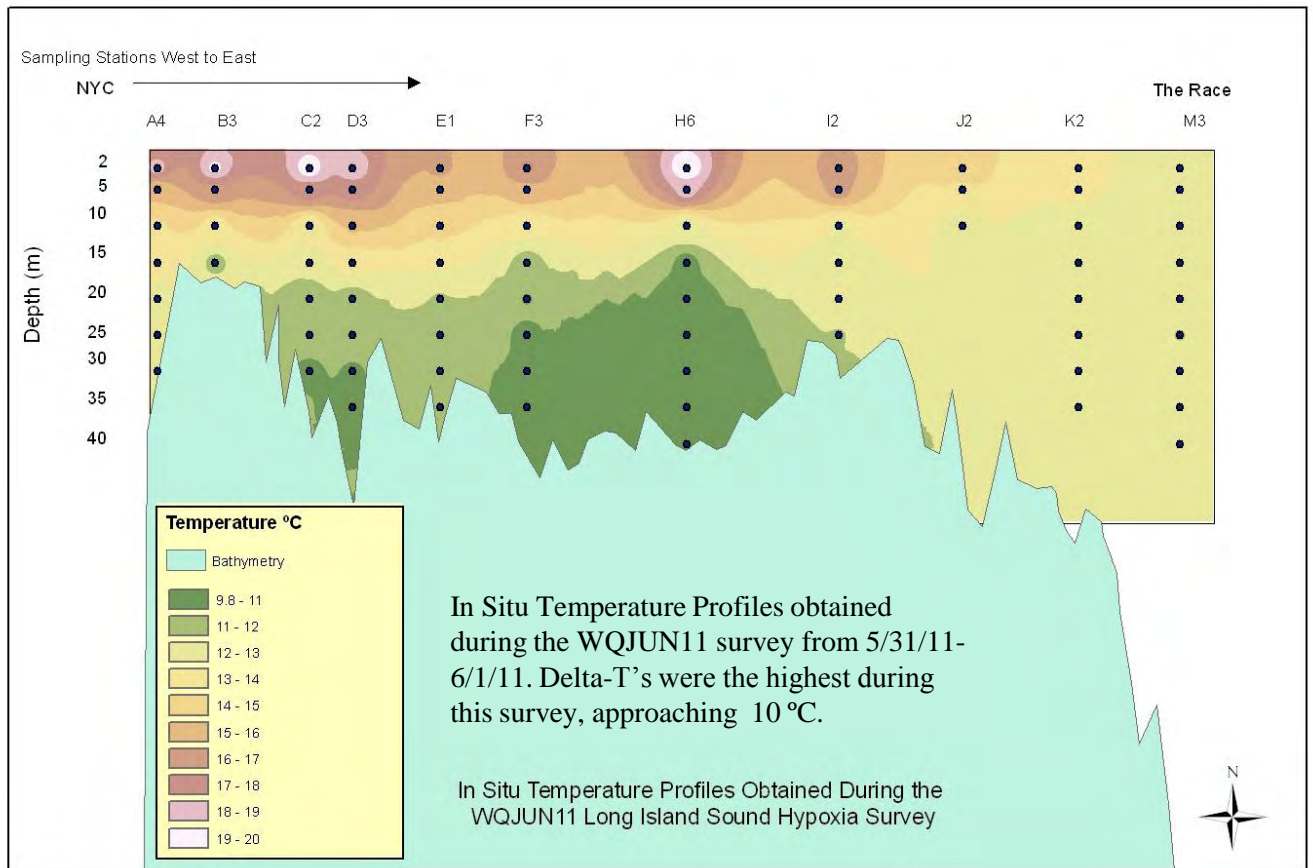 Sampling Stations West to East
NYC
The Race
A4 B3 C2 D3 E1 F3 H6 I2 J2 K2 M3
Depth (m)
2
5
10
15
20
25
30
35
40
Temperature ºC
Bathymetry
9.8 - 11
11 - 12
12 - 13
13 - 14
14 - 15
15 - 16
16 - 17
17 - 18
18 - 19
19 - 20
In Situ Temperature Profiles obtained
during the WQJUN11 survey from 5/31/11-
6/1/11. Delta-T’s were the highest during
this survey, approaching 10 ºC.
In Situ Temperature Profiles Obtained During the
WQJUN11 Long Island Sound Hypoxia Survey
N